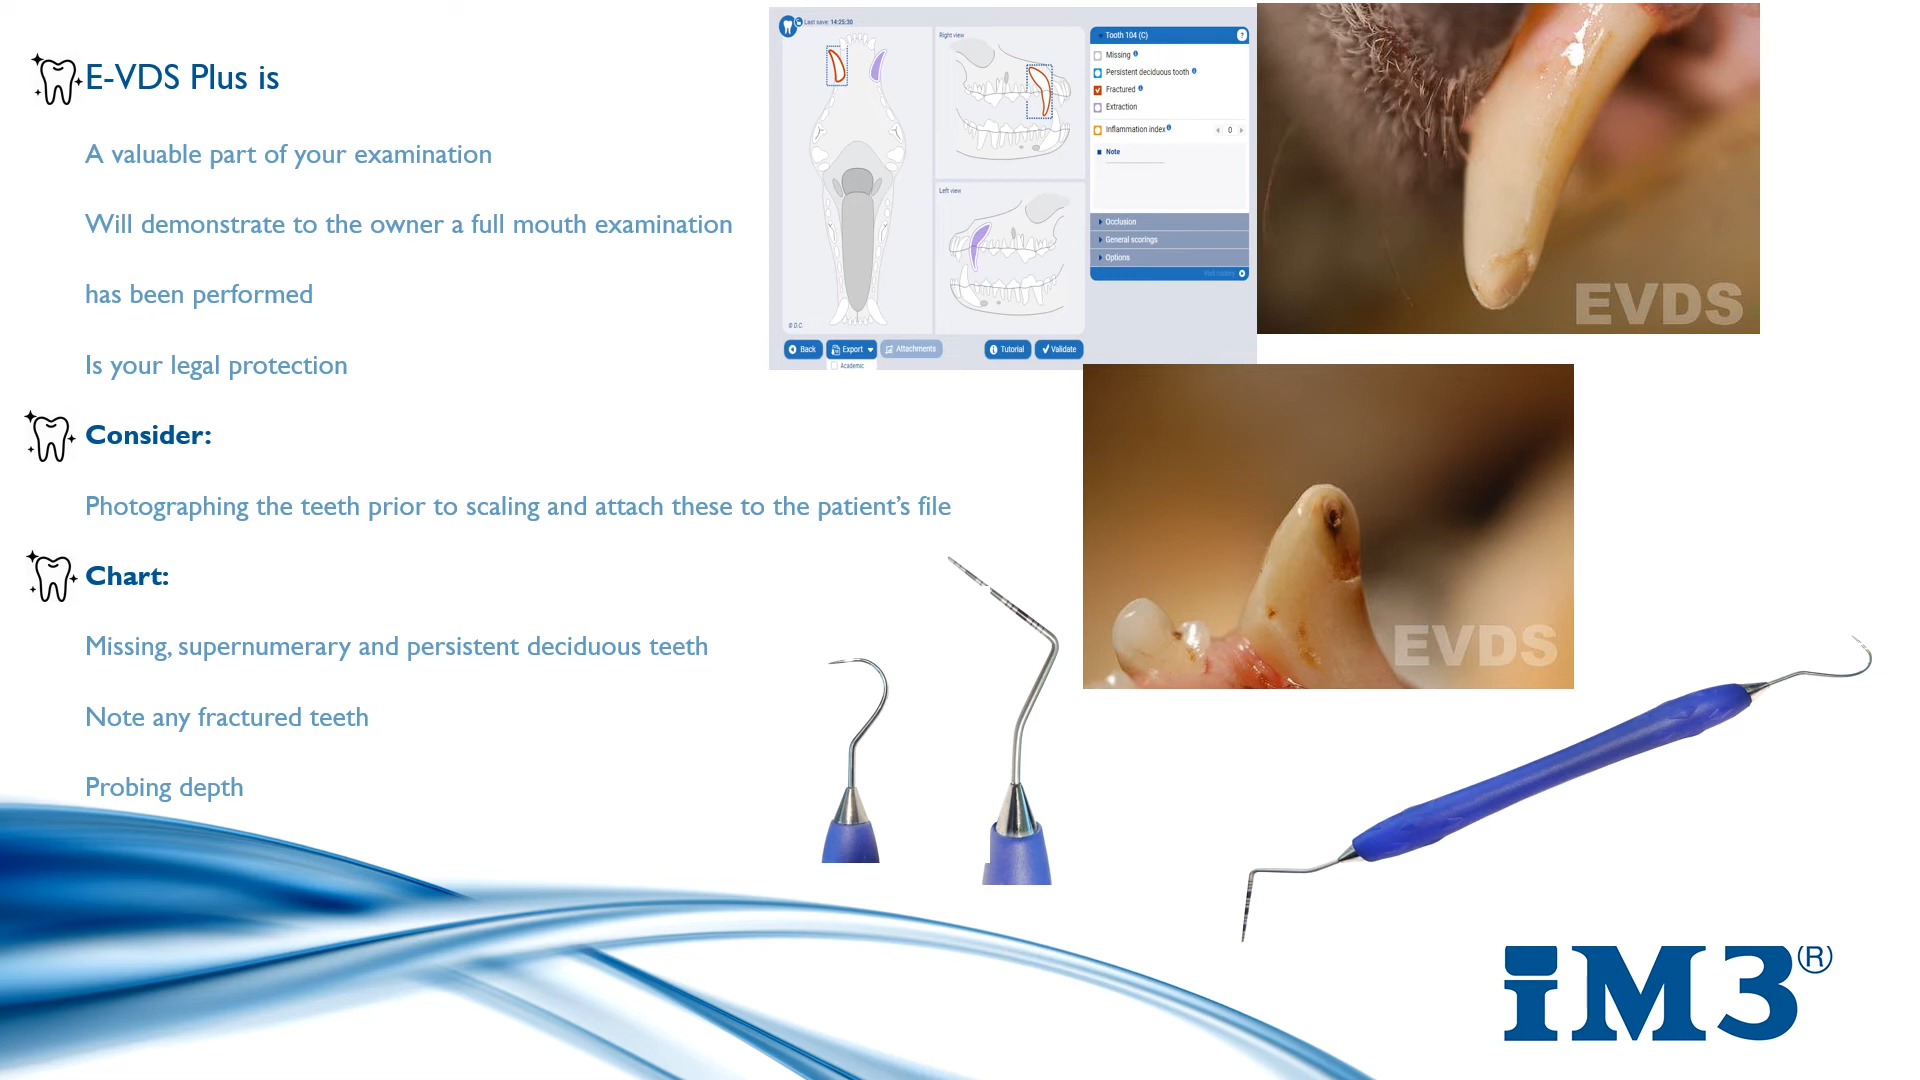 E-VDS Plus is
A valuable part of your examination
Will demonstrate to the owner a full mouth examination
has been performed
Is your legal protection
Consider:
Photographing the teeth prior to scaling and attach these to the patient’s file
Chart:
Missing, supernumerary and persistent deciduous teeth
Note any fractured teeth
Probing depth
Last save: 14:25:30
Right view
Left view
© D.C.
Tooth 104 (C)
?
Missing
Persistent deciduous tooth
Fractured
Extraction
Inflammation index
0
Note
Occlusion
General scorings
Options
Back
Export
Attachments
Tutorial
Validate
Academic
EVDS
EVDS
iM3®